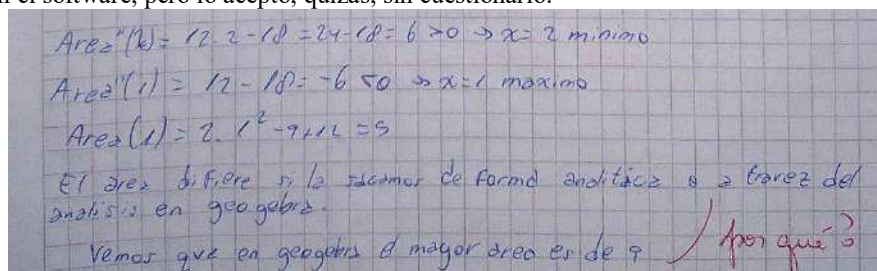 n el software, pero lo acepto, quizás, sin cuestionarlo.
Area"(2) = 12.2-18 = 24-18 = 6 >0 → x= 2 minimo
Area"(1) = 12-18= -6 <0 → x=1 maximo
Area(1) = 2.1² -9+12 =5
El area difiere si la sacamos de forma analitica o a travez del
analisis en geogebra.
Vemos que en geogebra el mayor area es de 9
por qué?